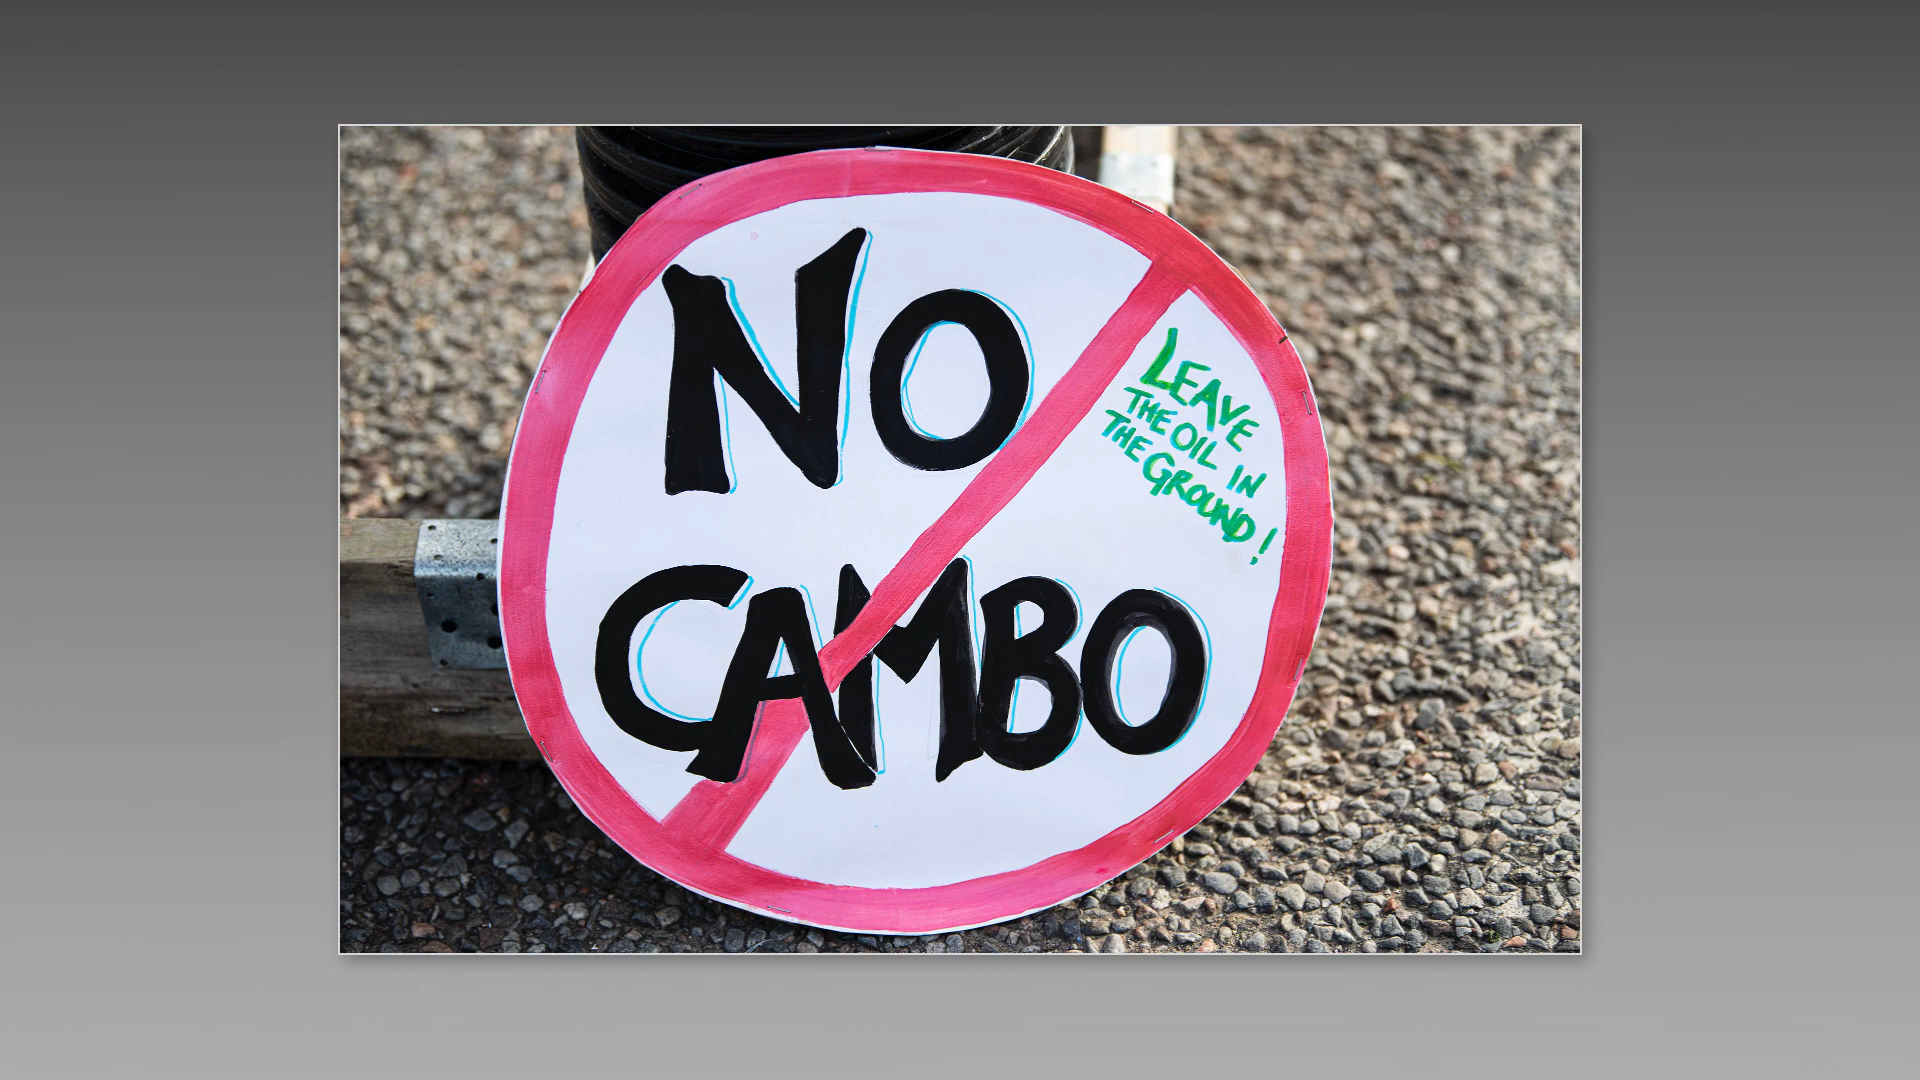 NO
CAMBO
LEAVE
THE OIL IN
THE GROUND!